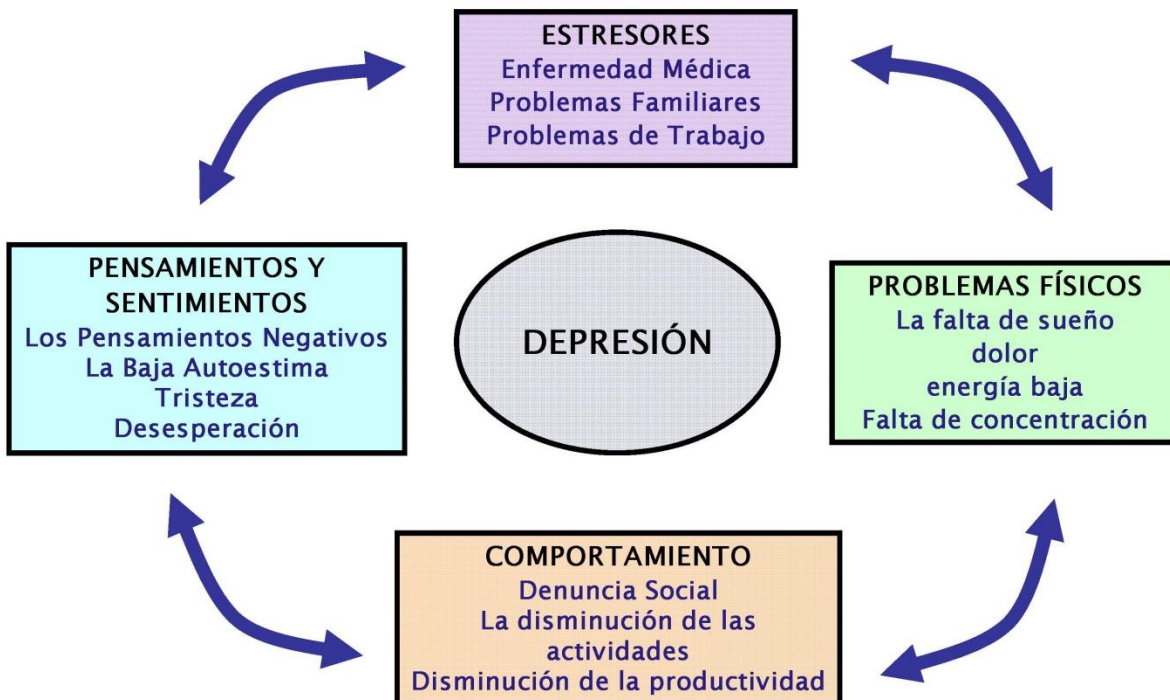 ESTRESORES
Enfermedad Médica
Problemas Familiares
Problemas de Trabajo
PENSAMIENTOS Y
SENTIMIENTOS
Los Pensamientos Negativos
La Baja Autoestima
Tristeza
Desesperación
DEPRESIÓN
PROBLEMAS FÍSICOS
La falta de sueño
dolor
energía baja
Falta de concentración
COMPORTAMIENTO
Denuncia Social
La disminución de las
actividades
Disminución de la productividad